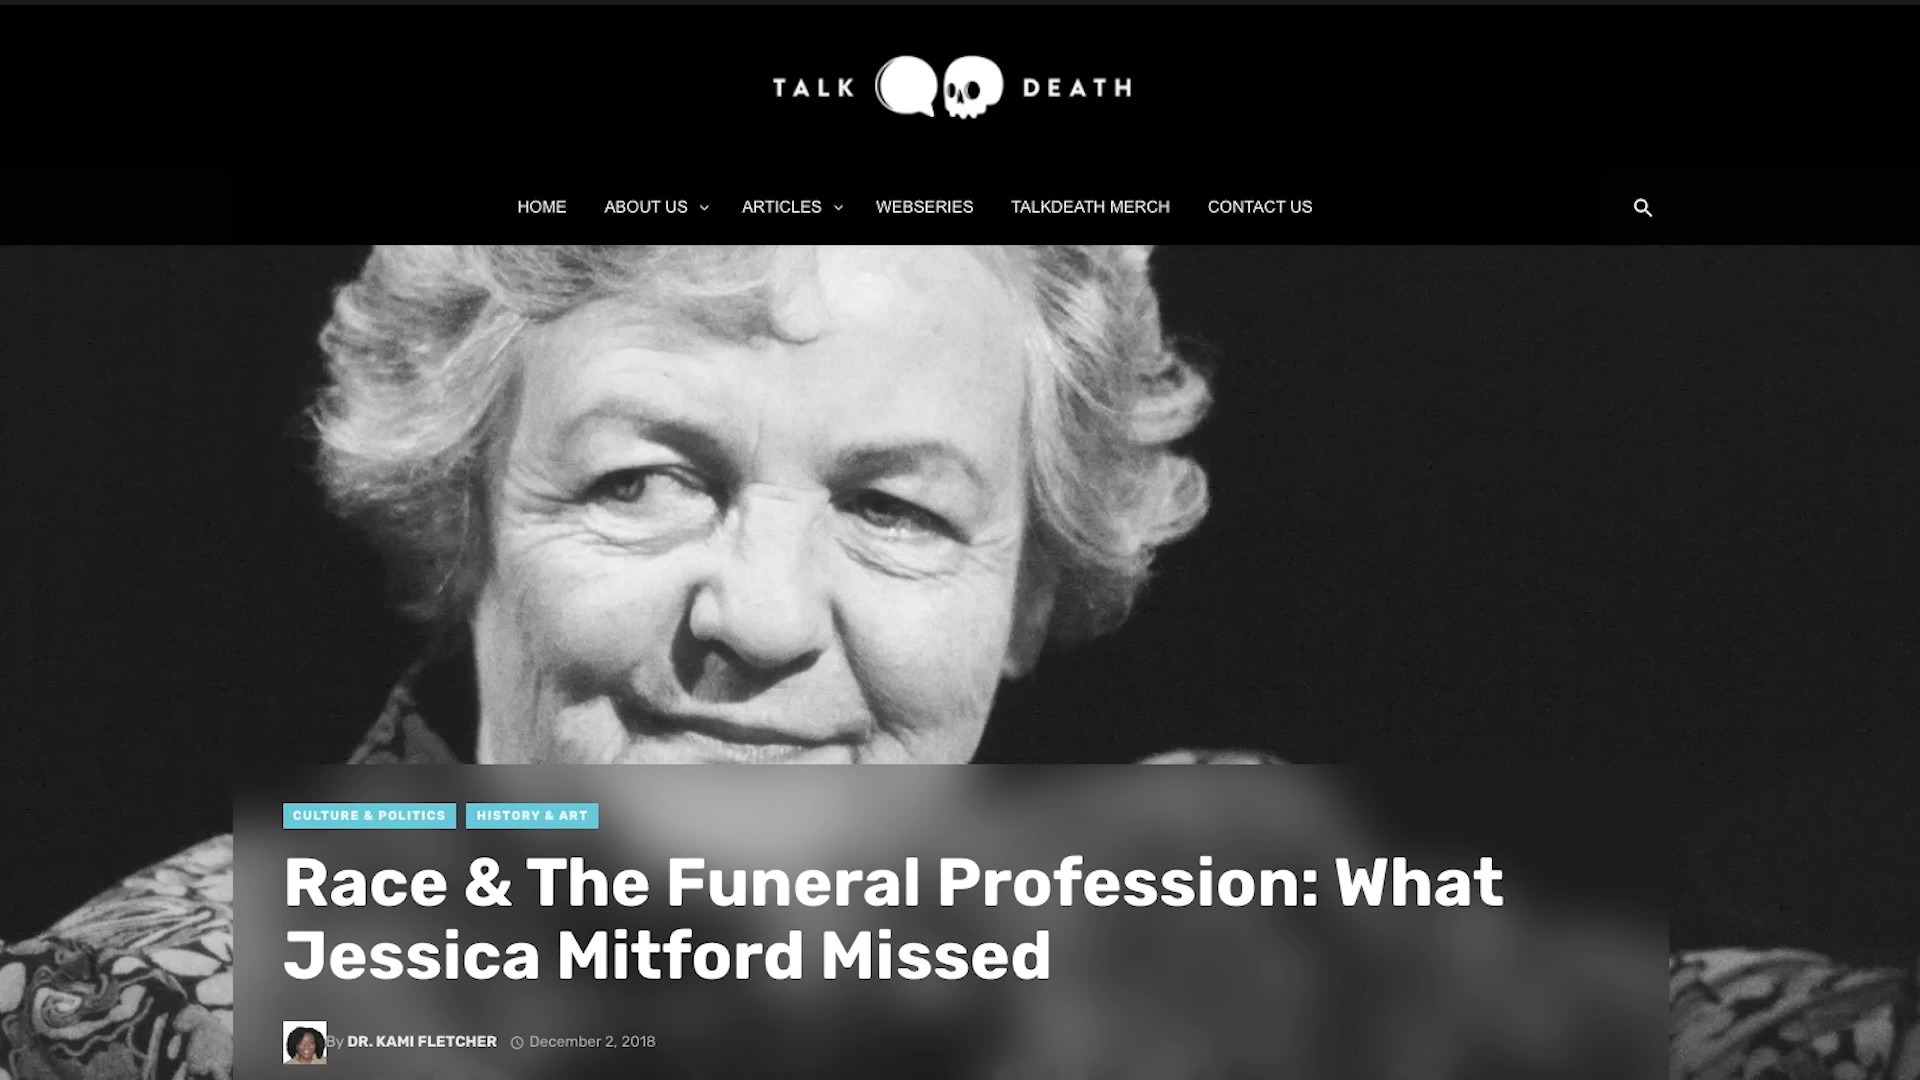 TALK DEATH
HOME ABOUT US ARTICLES WEBSERIES TALKDEATH MERCH CONTACT US
CULTURE & POLITICS HISTORY & ART
Race & The Funeral Profession: What
Jessica Mitford Missed
By DR. KAMI FLETCHER December 2, 2018